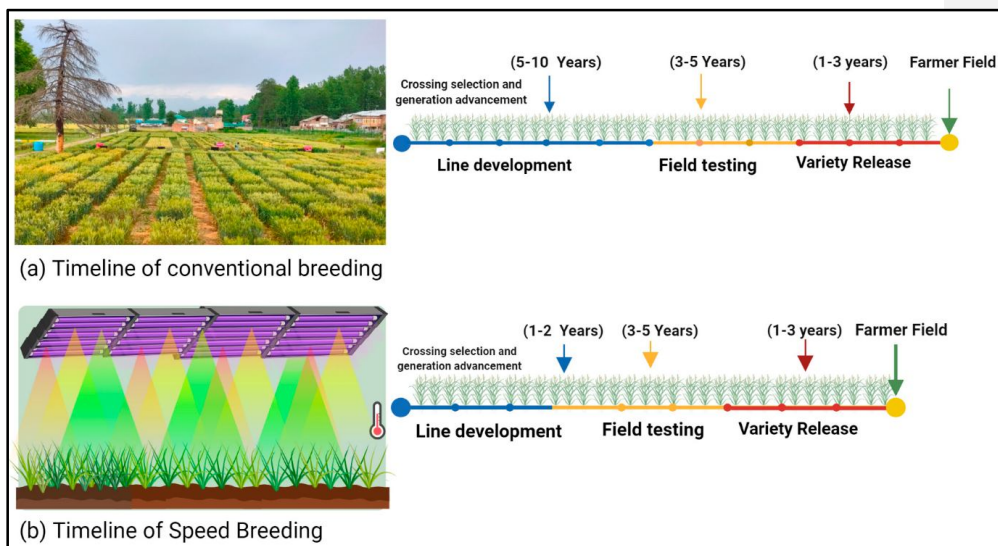 (5-10 Years)
(3-5 Years)
(1-3 years)
Farmer Field
Crossing selection and
generation advancement
Line development
Field testing
Variety Release
(a) Timeline of conventional breeding
(1-2 Years)
(3-5 Years)
(1-3 years)
Farmer Field
Crossing selection and
generation advancement
Line development
Field testing
Variety Release
(b) Timeline of Speed Breeding